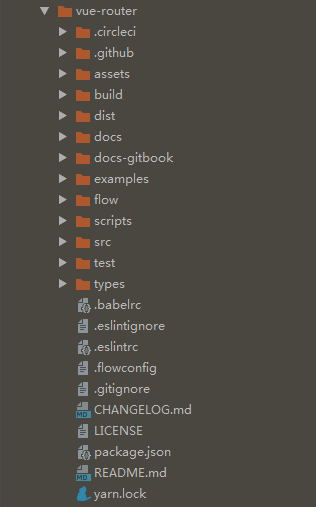 vue-router
.circleci
.github
assets
build
dist
docs
docs-gitbook
examples
flow
scripts
src
test
types
.babelrc
.eslintignore
.eslintrc
.flowconfig
.gitignore
CHANGELOG.md
LICENSE
package.json
README.md
yarn.lock